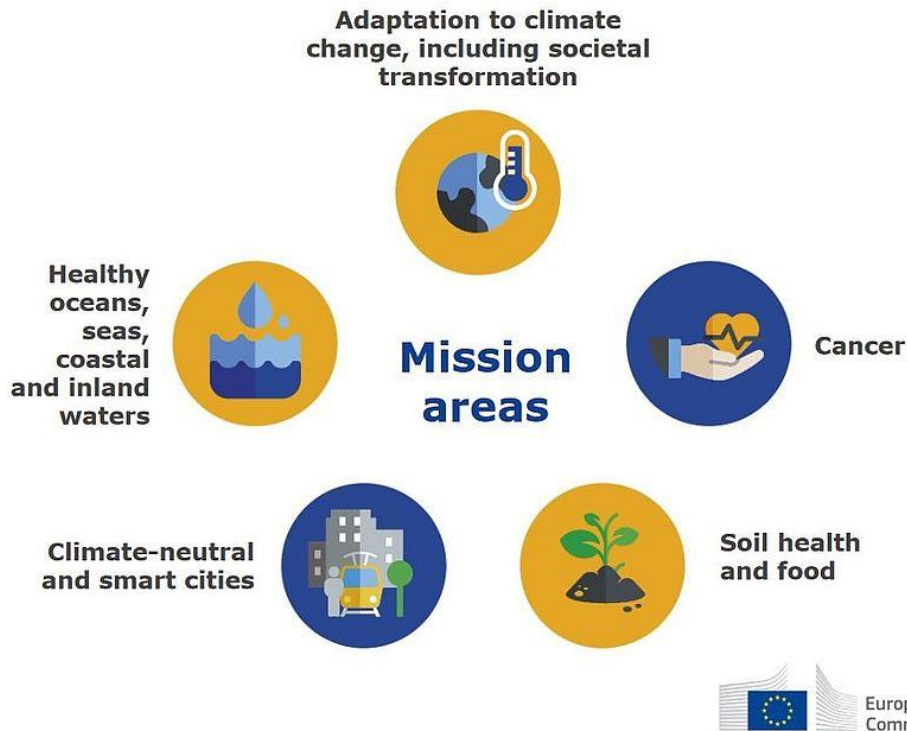 Adaptation to climate
change, including societal
transformation
Healthy
oceans,
seas,
coastal
and inland
waters
Mission
areas
Cancer
Climate-neutral
and smart cities
Soil health
and food